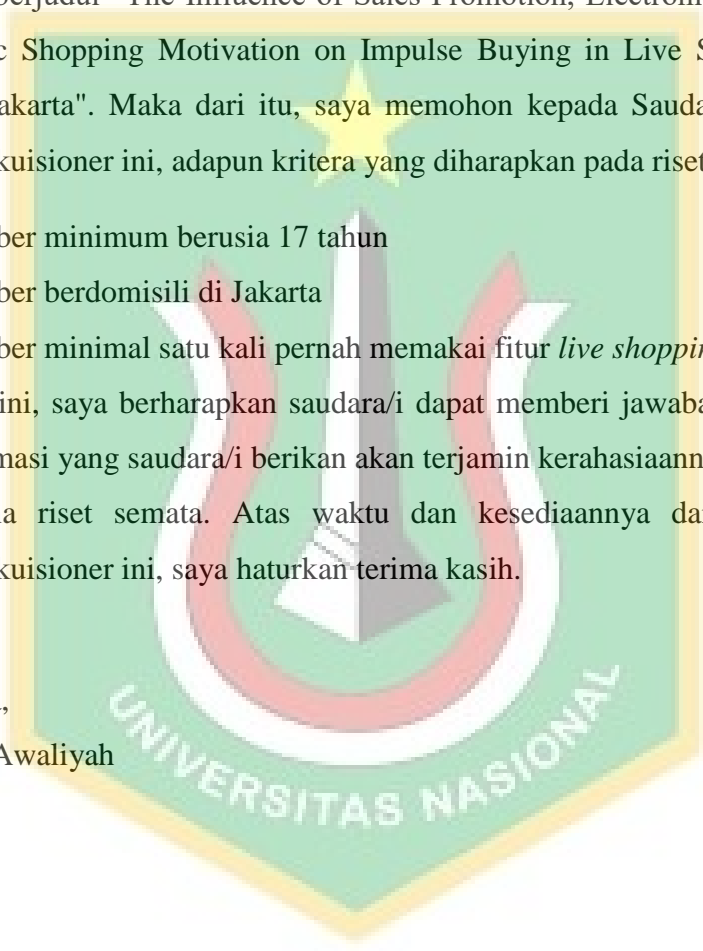 berjudul "The Influence of Sales Promotion, Electroni
c Shopping Motivation on Impulse Buying in Live S
akarta". Maka dari itu, saya memohon kepada Sauda
kuisioner ini, adapun kritera yang diharapkan pada riset
ber minimum berusia 17 tahun
ber berdomisili di Jakarta
ber minimal satu kali pernah memakai fitur live shoppin
ini, saya berharapkan saudara/i dapat memberi jawaba
masi yang saudara/i berikan akan terjamin kerahasiaann
a riset semata. Atas waktu dan kesediaannya da
kuisioner ini, saya haturkan terima kasih.
Awaliyah
UNIVERSITAS NASIONAL